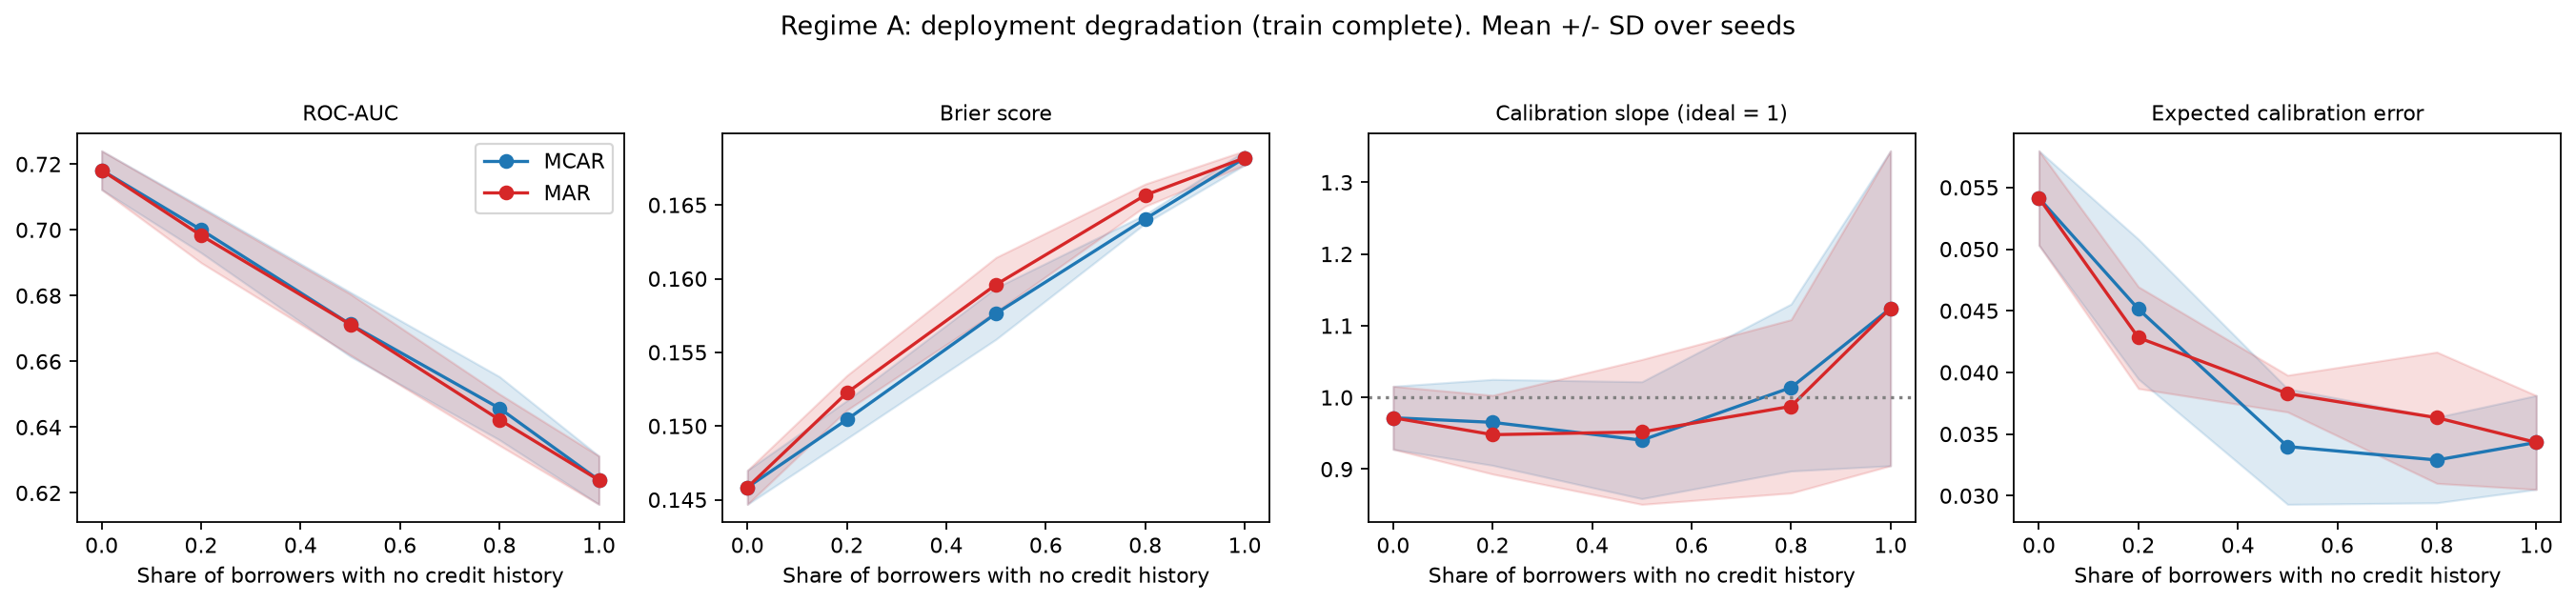 Regime A: deployment degradation (train complete). Mean +/- SD over seeds
ROC-AUC
0.72
0.70
0.68
0.66
0.64
0.62
MCAR
MAR
0.0 0.2 0.4 0.6 0.8 1.0
Share of borrowers with no credit history
Brier score
0.165
0.160
0.155
0.150
0.145
0.0 0.2 0.4 0.6 0.8 1.0
Share of borrowers with no credit history
Calibration slope (ideal = 1)
1.3
1.2
1.1
1.0
0.9
0.0 0.2 0.4 0.6 0.8 1.0
Share of borrowers with no credit history
Expected calibration error
0.055
0.050
0.045
0.040
0.035
0.030
0.0 0.2 0.4 0.6 0.8 1.0
Share of borrowers with no credit history